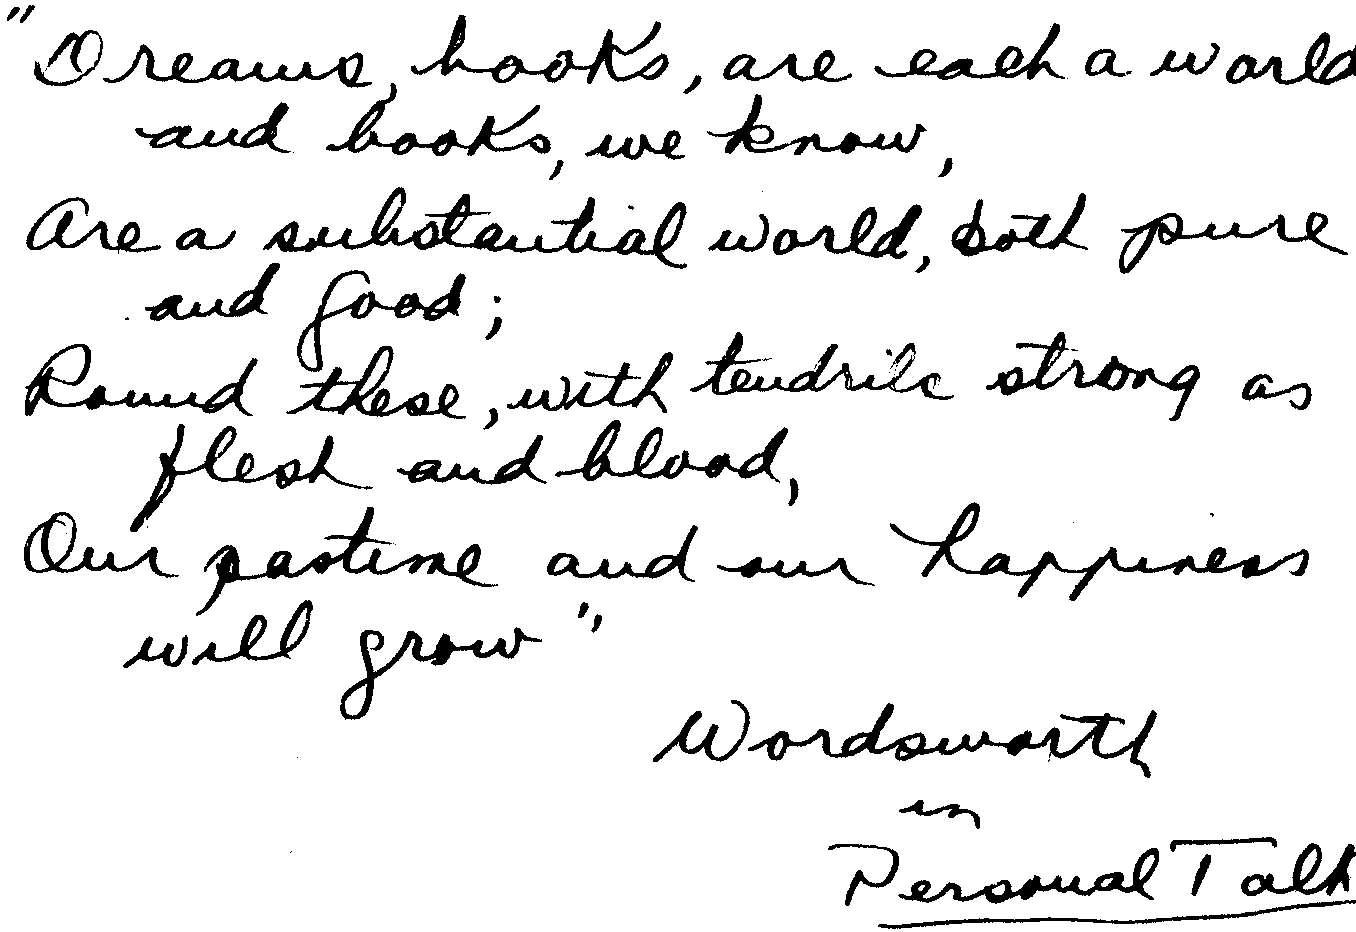 "Dreams, books, are each a world
and books, we know,
Are a substantial world, both pure
and good;
Round these, with tendrils strong as
flesh and blood,
Our pastime and our happiness
will grow"
Wordsworth
in
Personal Talk